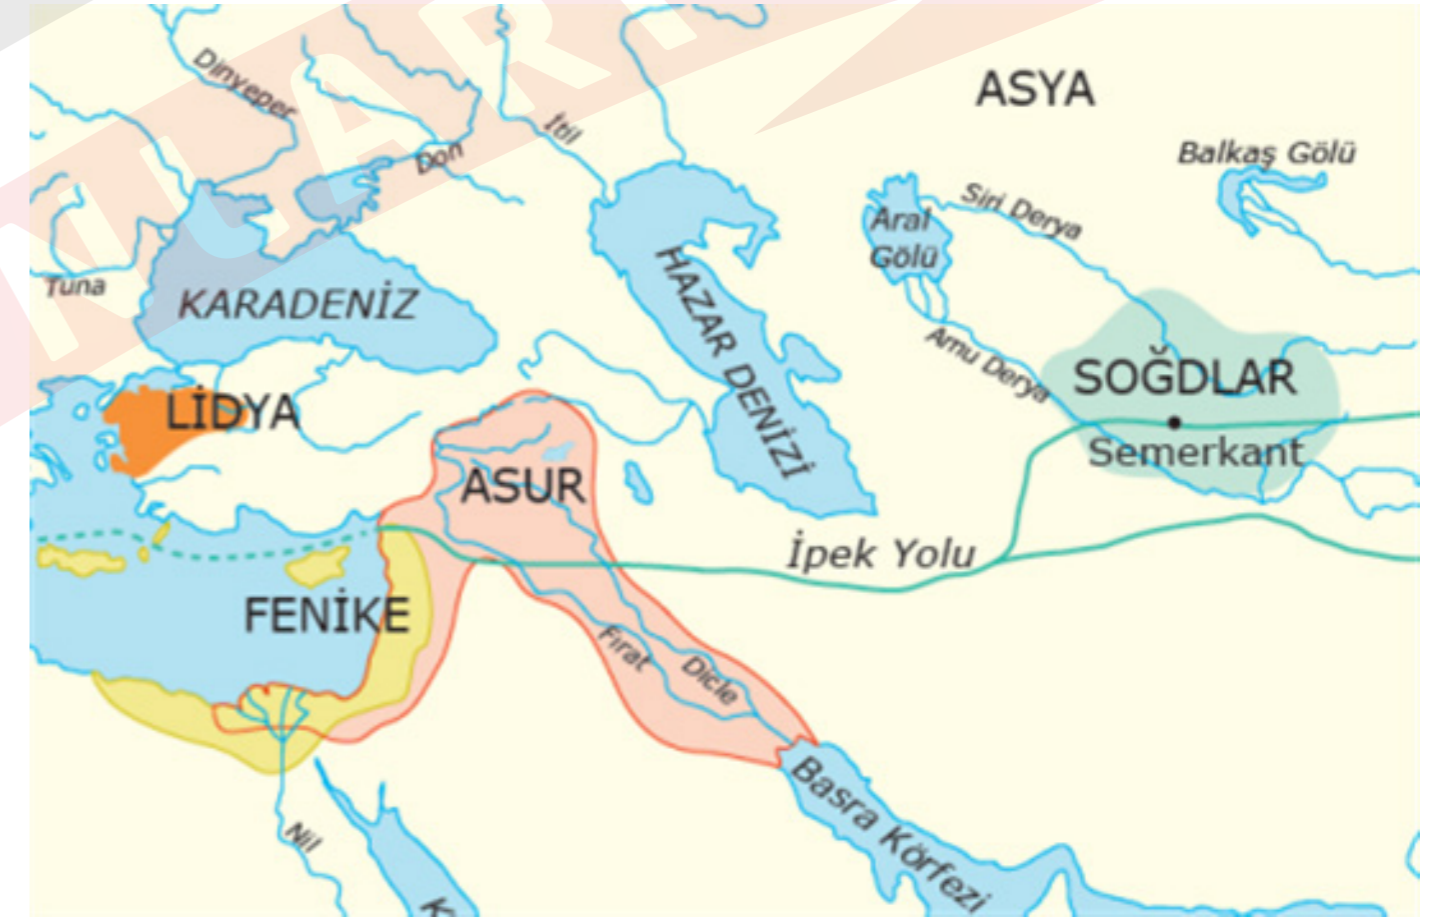 Dinyeper
Don
İtil
ASYA
Balkaş Gölü
Siri Derya
Aral
Gölü
Tuna
KARADENİZ
HAZAR DENİZİ
Amu Derya
SOĞDLAR
Semerkant
LİDYA
ASUR
İpek Yolu
FENİKE
Fırat
Dicle
Basra Körfezi
Nil